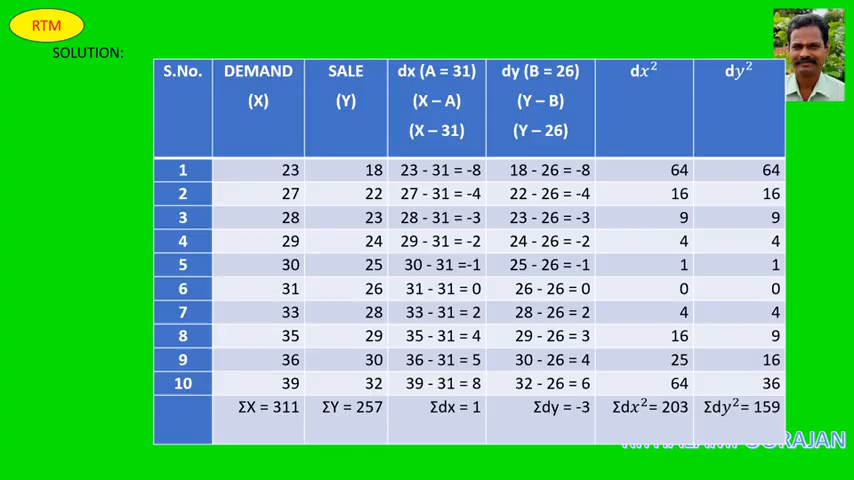 RTM
SOLUTION:
S.No. DEMAND (X) SALE (Y) dx (A = 31) (X – A) (X – 31) dy (B = 26) (Y – B) (Y – 26) d𝑥² d𝑦²
1 23 18 23 - 31 = -8 18 - 26 = -8 64 64
2 27 22 27 - 31 = -4 22 - 26 = -4 16 16
3 28 23 28 - 31 = -3 23 - 26 = -3 9 9
4 29 24 29 - 31 = -2 24 - 26 = -2 4 4
5 30 25 30 - 31 =-1 25 - 26 = -1 1 1
6 31 26 31 - 31 = 0 26 - 26 = 0 0 0
7 33 28 33 - 31 = 2 28 - 26 = 2 4 4
8 35 29 35 - 31 = 4 29 - 26 = 3 16 9
9 36 30 36 - 31 = 5 30 - 26 = 4 25 16
10 39 32 39 - 31 = 8 32 - 26 = 6 64 36
ΣX = 311 ΣY = 257 Σdx = 1 Σdy = -3 Σd𝑥²= 203 Σd𝑦²= 159